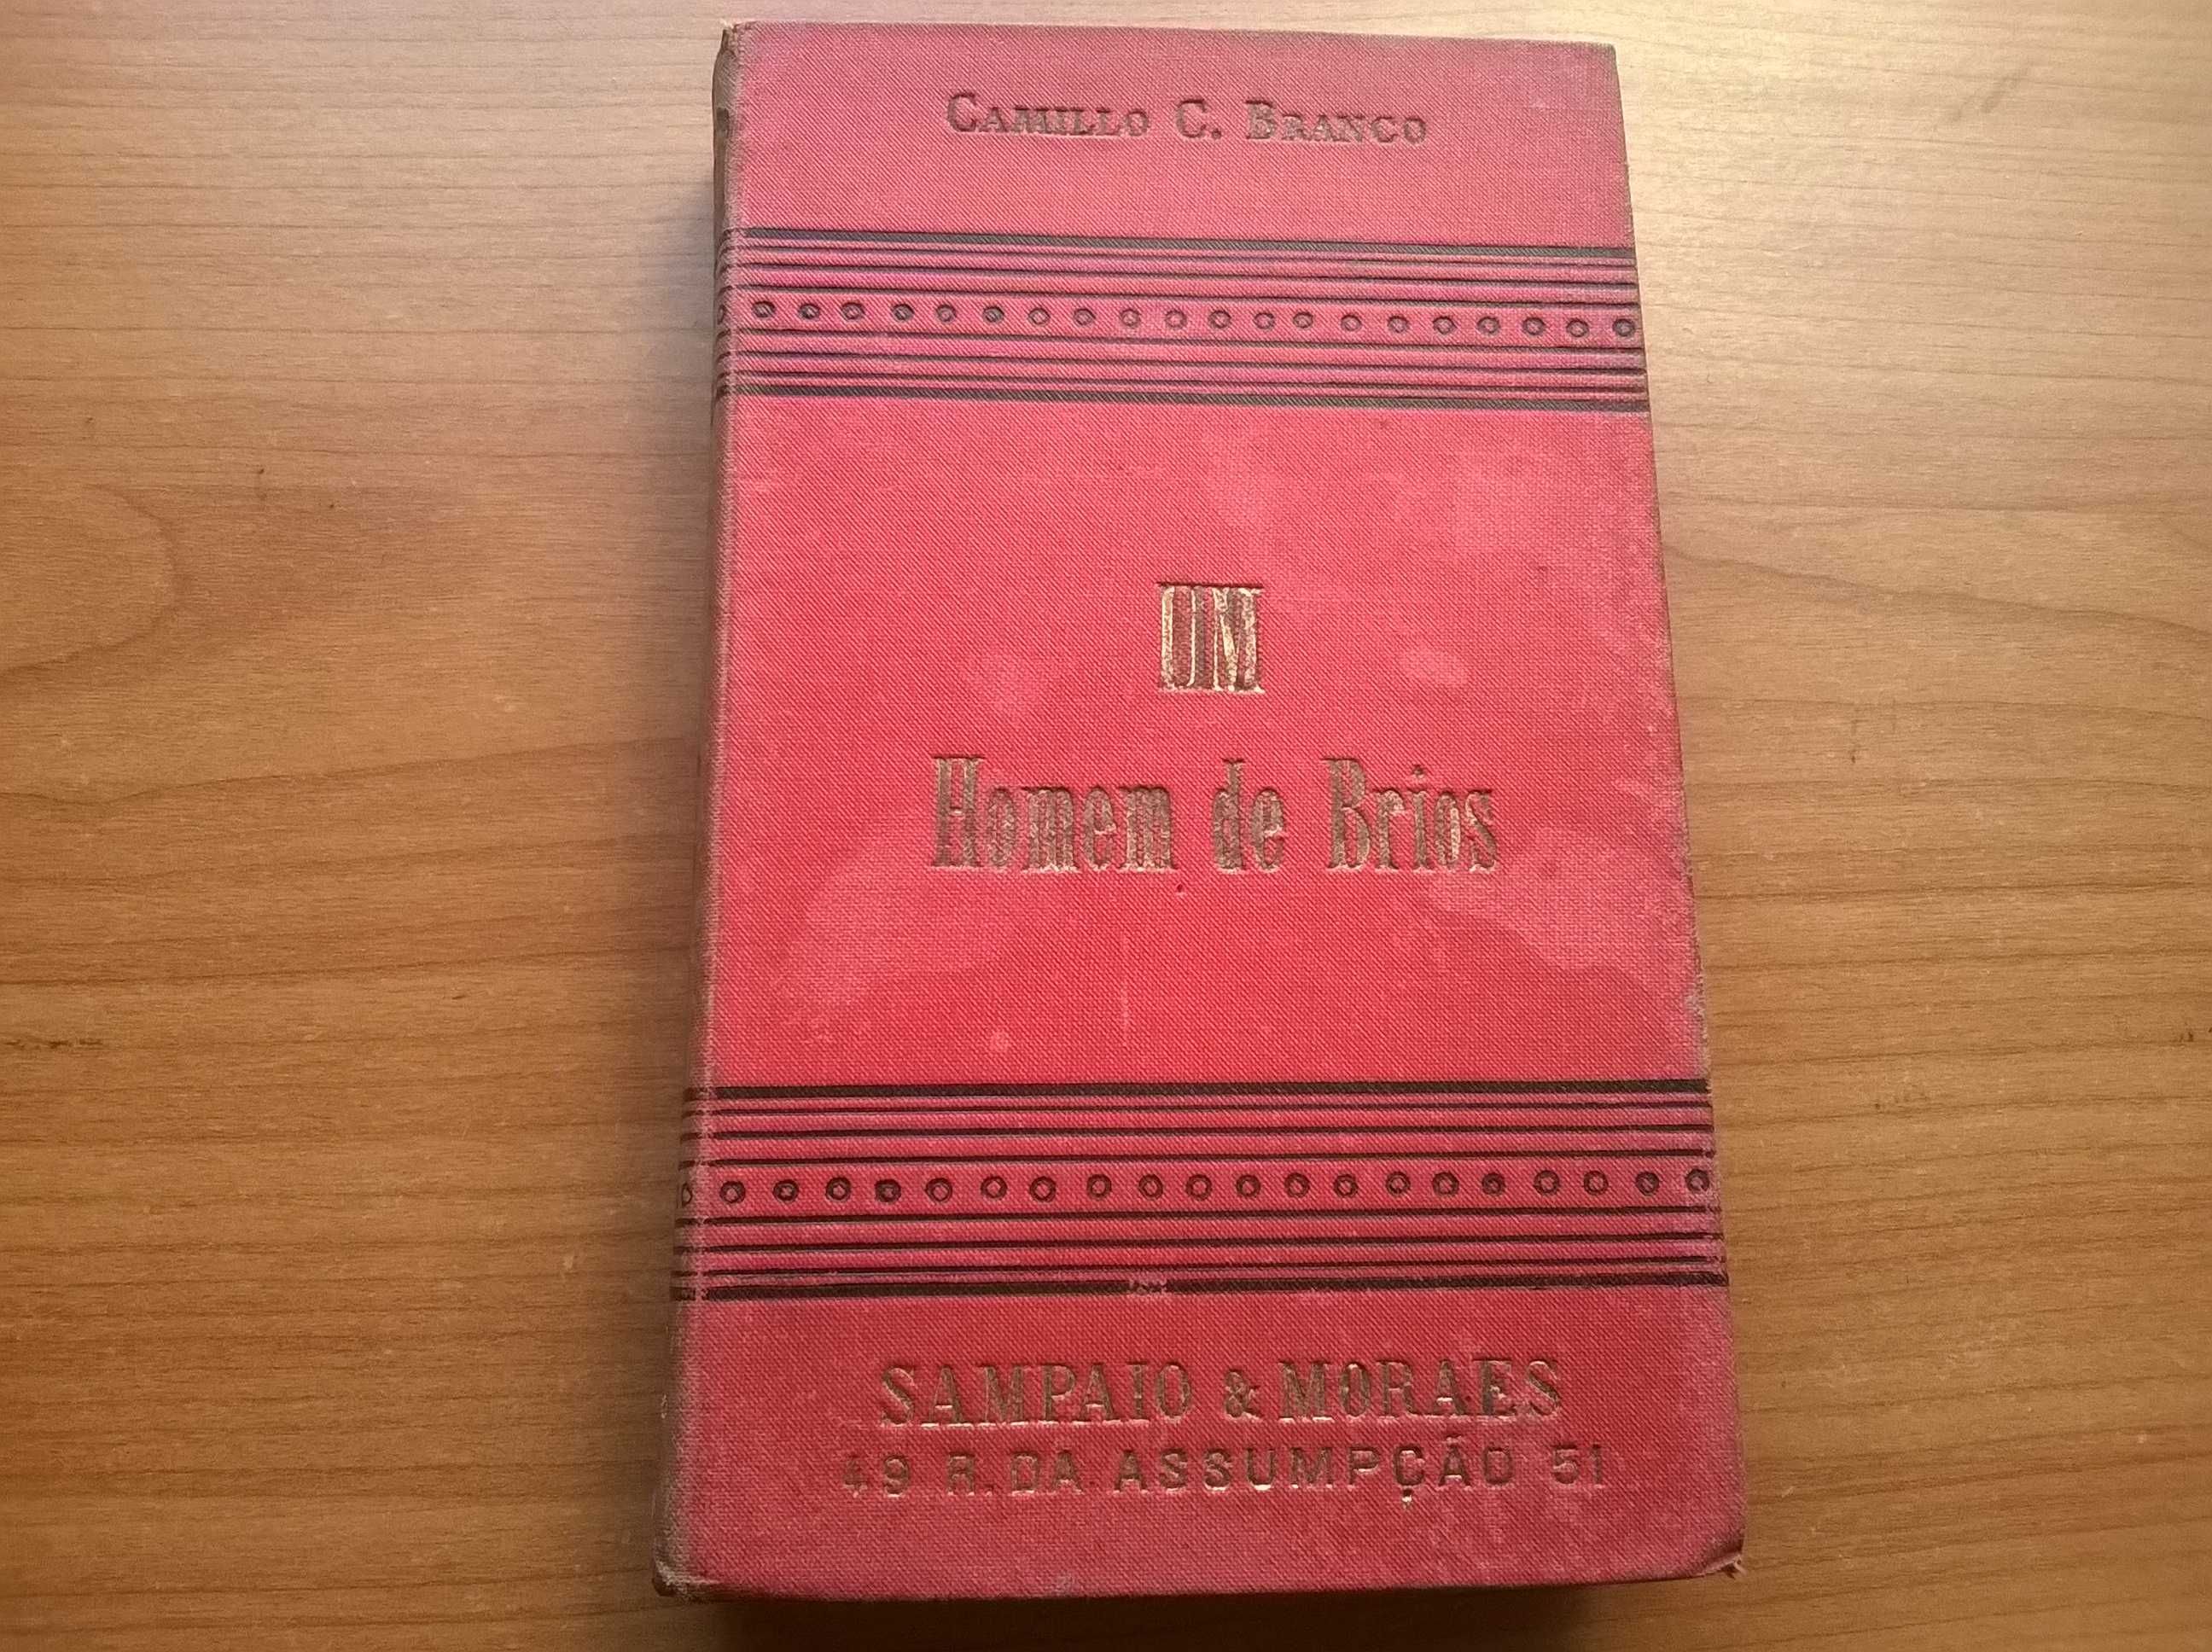 CAMILLO C. BRANCO
UM
Homem de Brios
SAMPAIO & MORAES
49 R. DA ASSUMPÇÃO 51